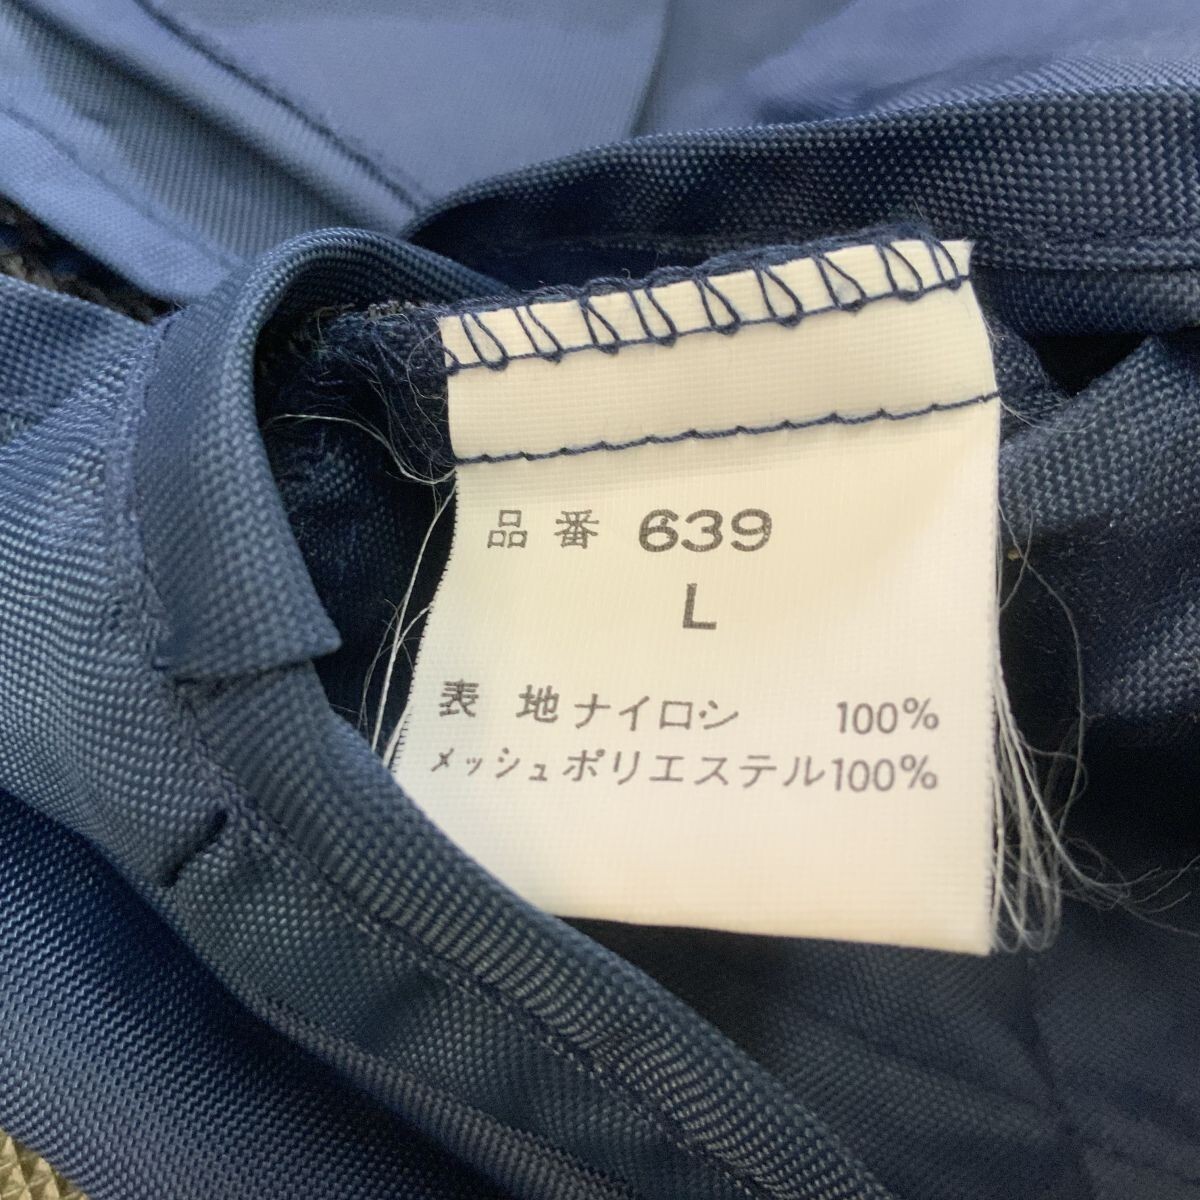 品番 639
L
表 地 ナイロン 100%
メッシュポリエステル100%